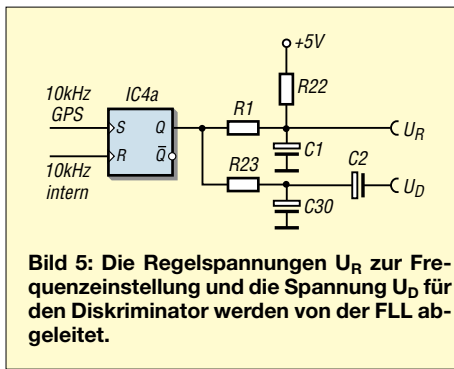 +5V
10kHz
GPS
IC4a
R22
R1
S Q
U_R
C1
R Q̅
C2
R23
10kHz
intern
U_D
C30
Bild 5: Die Regelspannungen U_R zur Fre-
quenzeinstellung und die Spannung U_D für
den Diskriminator werden von der FLL ab-
geleitet.